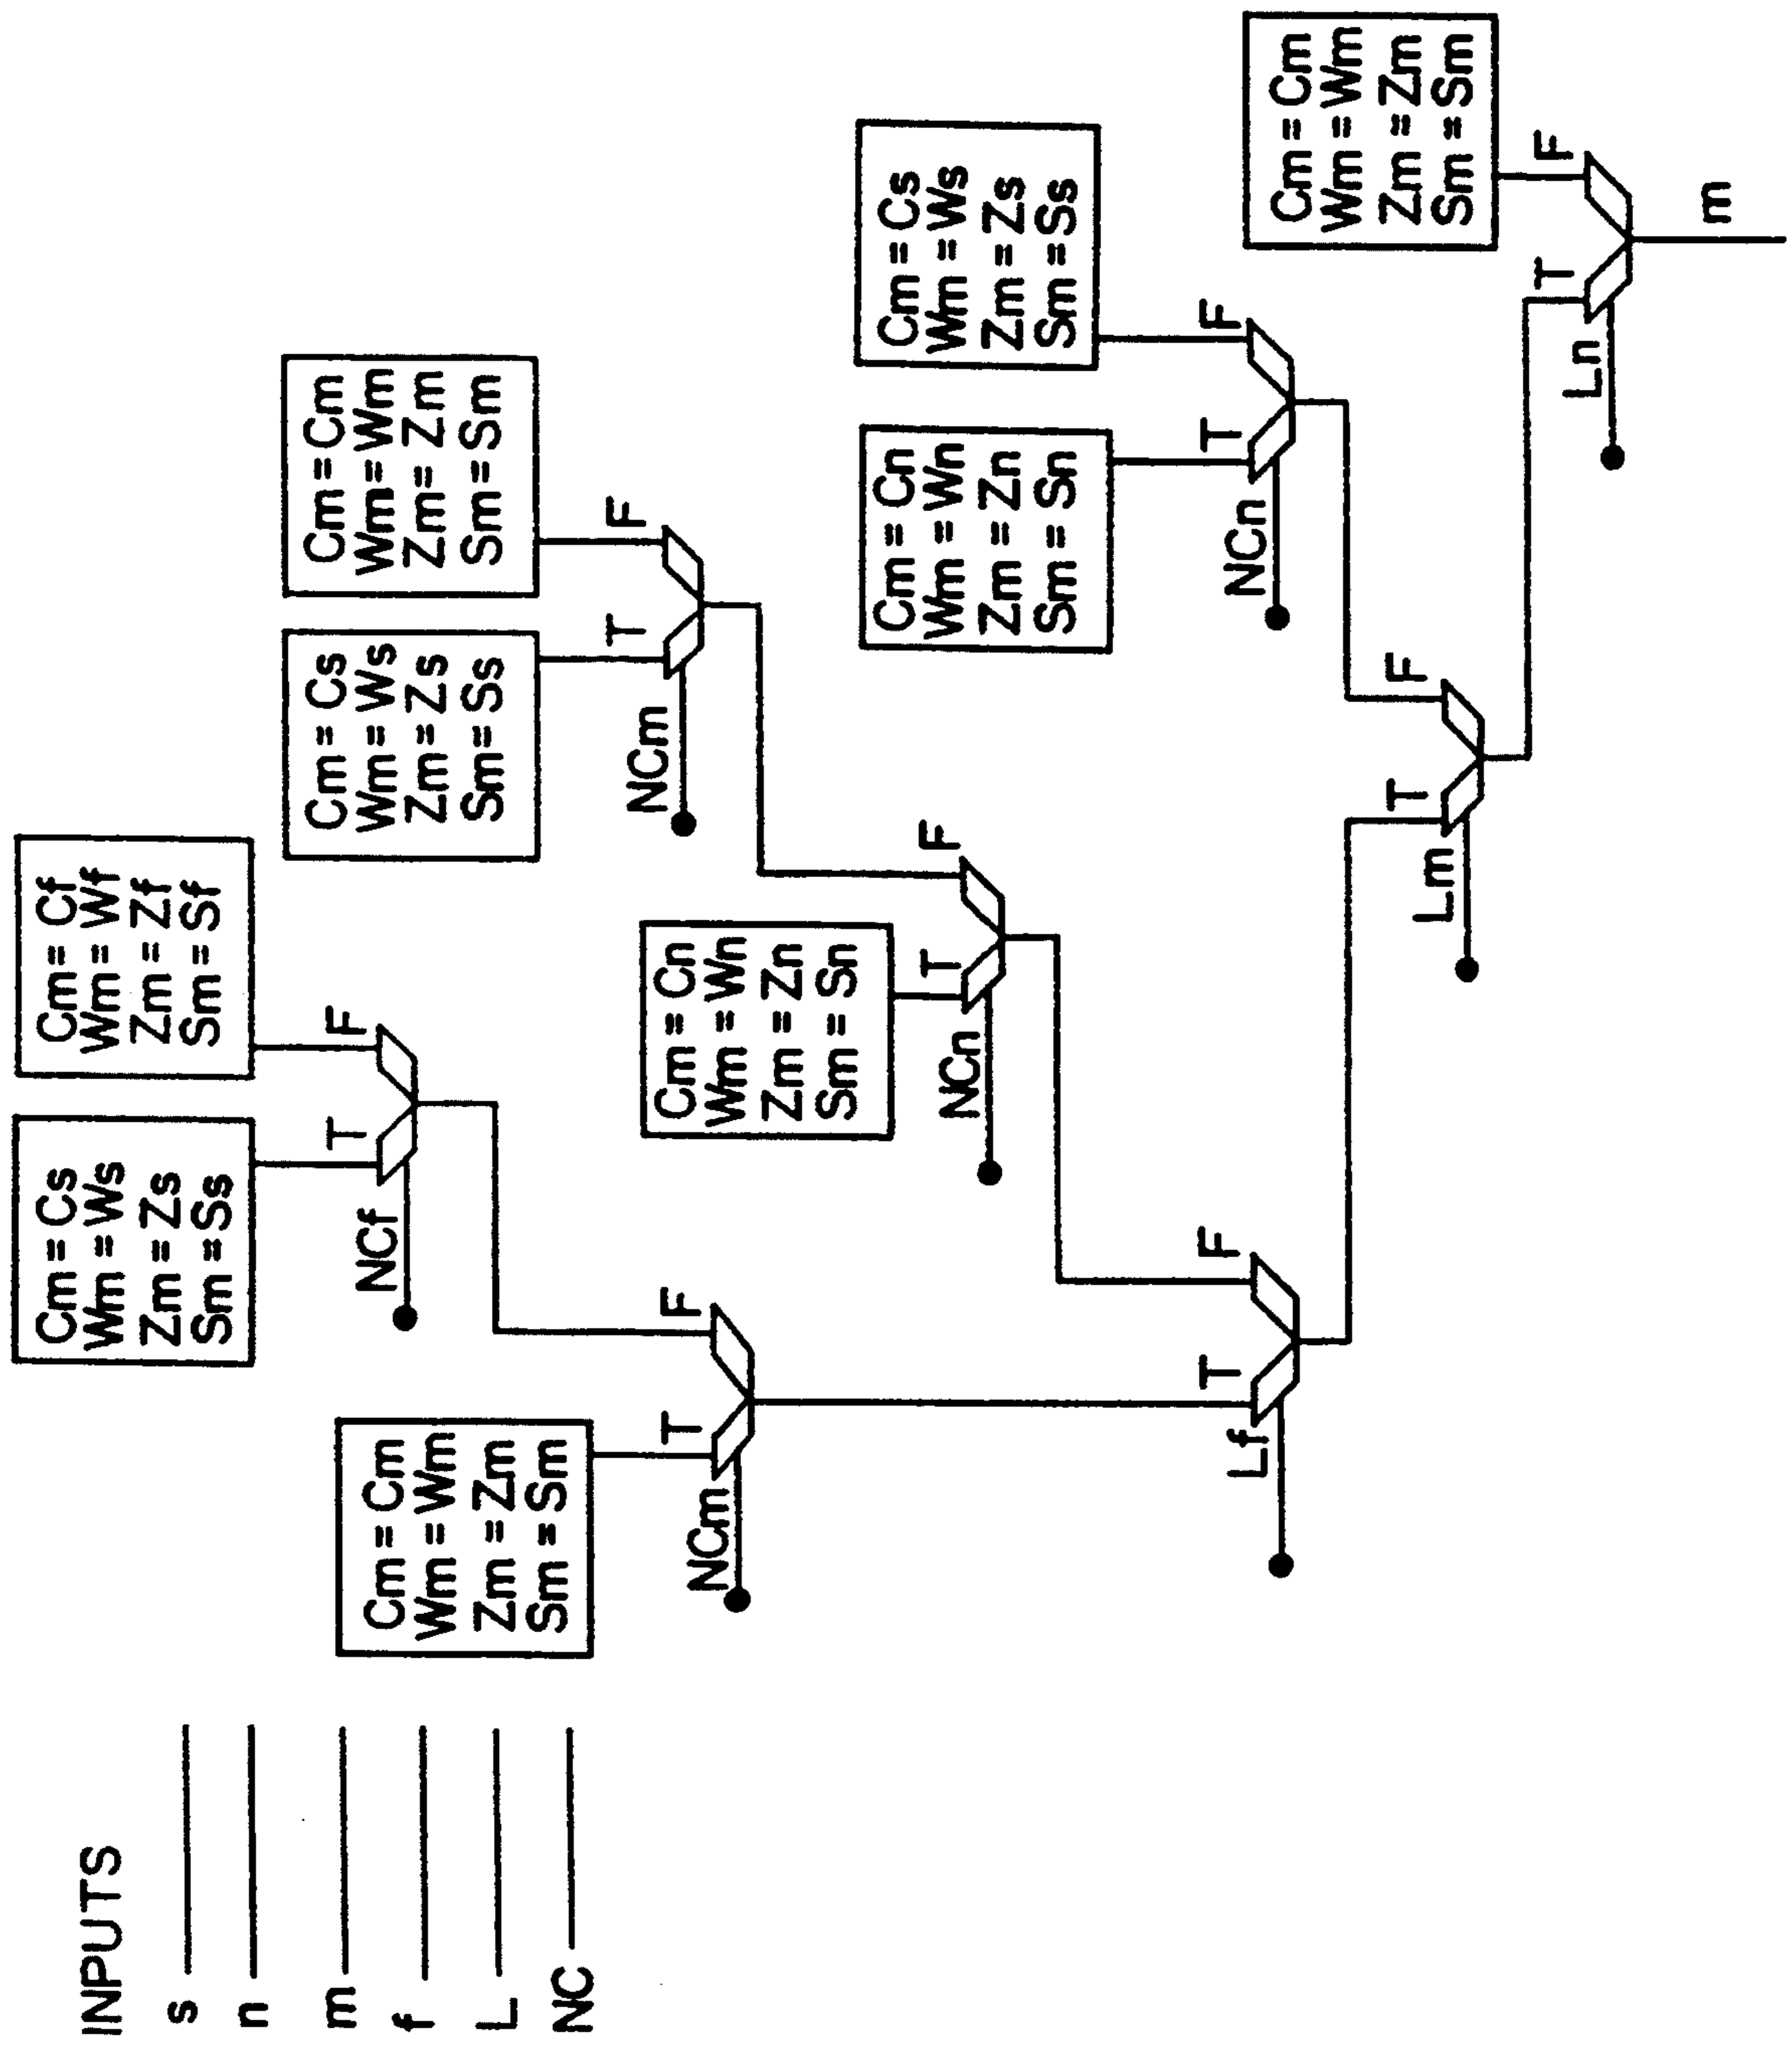 INPUTS
s
n
m
f
L
NC
Cm = Cs
Wm = Ws
Zm = Zs
Sm = Ss
Cm = Cf
Wm = Wf
Zm = Zf
Sm = Sf
T
F
NCf
Cm = Cm
Wm = Wm
Zm = Zm
Sm = Sm
T
F
NCm
Cm = Cs
Wm = Ws
Zm = Zs
Sm = Ss
Cm = Cm
Wm = Wm
Zm = Zm
Sm = Sm
T
F
NCm
Cm = Cn
Wm = Wn
Zm = Zn
Sm = Sn
T
F
NCn
T
F
Lf
Cm = Cn
Wm = Wn
Zm = Zn
Sm = Sn
Cm = Cs
Wm = Ws
Zm = Zs
Sm = Ss
T
F
NCn
T
F
Lm
Cm = Cm
Wm = Wm
Zm = Zm
Sm = Sm
T
F
Ln
m